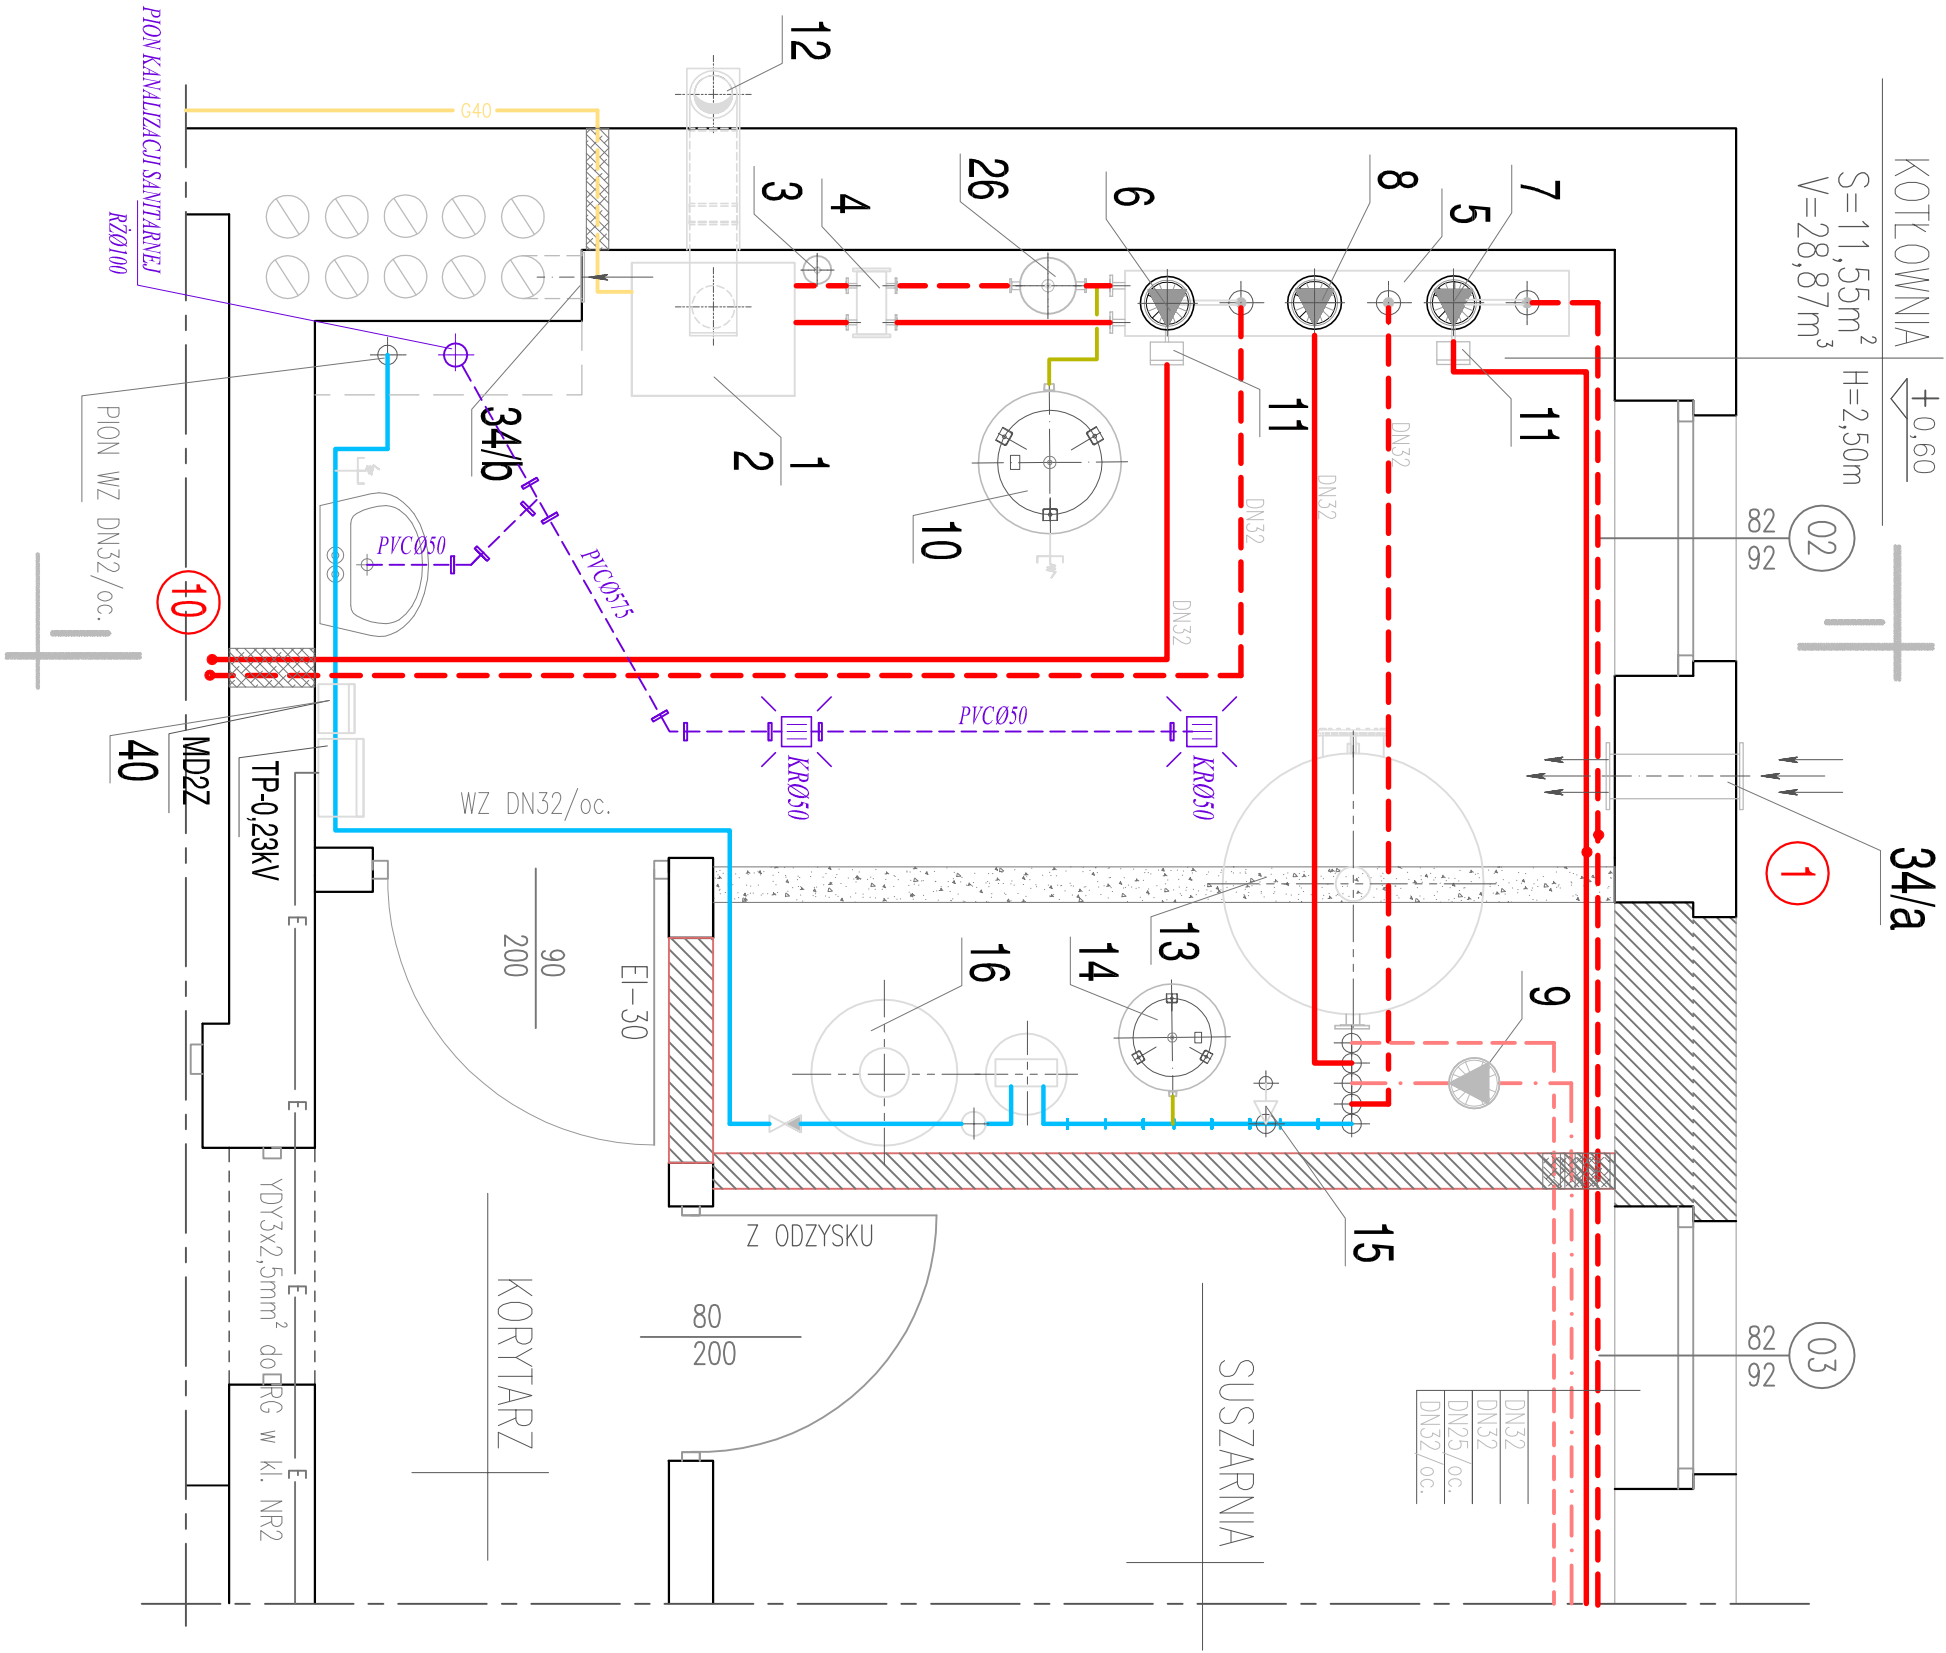 KOTŁOWNIA
+0,60
S=11,55m²
V=28,87m³ H=2,50m
PION KANALIZACJI SANITARNEJ
RŻØ100
G40
12
3
4
26
6
8
5
7
11
11
1
2
10
34/b
PION WZ DN32/oc.
PVCØ50
PVCØ575
PVCØ50
KRØ50
KRØ50
DN32
DN32
DN32
DN32
02
82
92
10
40
MD2Z
TP-0,23kV
WZ DN32/oc.
34/a
1
13
14
16
9
15
90
200
EI-30
Z ODZYSKU
80
200
KORYTARZ
SUSZARNIA
YDY3x2,5mm² do RG w kl. NR2
E
E
E
E
03
82
92
DN32
DN32
DN25/oc.
DN32/oc.